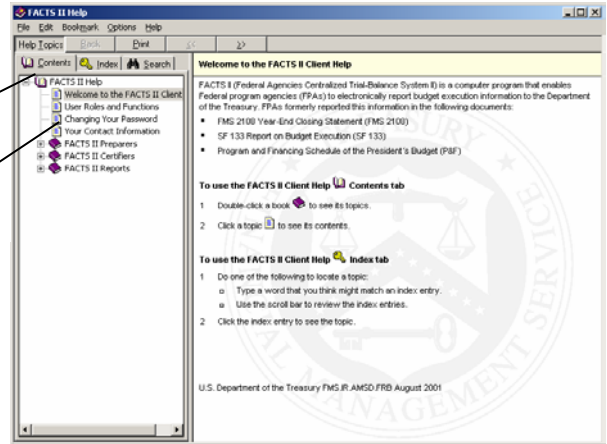 FACTS II Help
File Edit Bookmark Options Help
Help Topics Back Print << >>
Contents Index Search
FACTS II Help
Welcome to the FACTS II Client
User Roles and Functions
Changing Your Password
Your Contact Information
FACTS II Preparers
FACTS II Certifiers
FACTS II Reports
Welcome to the FACTS II Client Help
FACTS II (Federal Agencies Centralized Trial-Balance System II) is a computer program that enables
Federal program agencies (FPAs) to electronically report budget execution information to the Department
of the Treasury. FPAs formerly reported this information in the following documents:
▪ FMS 2108 Year-End Closing Statement (FMS 2108)
▪ SF 133 Report on Budget Execution (SF 133)
▪ Program and Financing Schedule of the President's Budget (P&F)
To use the FACTS II Client Help Contents tab
1 Double-click a book to see its topics.
2 Click a topic to see its contents.
To use the FACTS II Client Help Index tab
1 Do one of the following to locate a topic:
□ Type a word that you think might match an index entry.
□ Use the scroll bar to review the index entries.
2 Click the index entry to see the topic.
U.S. Department of the Treasury FMS.IR.AMSD.FRB August 2001